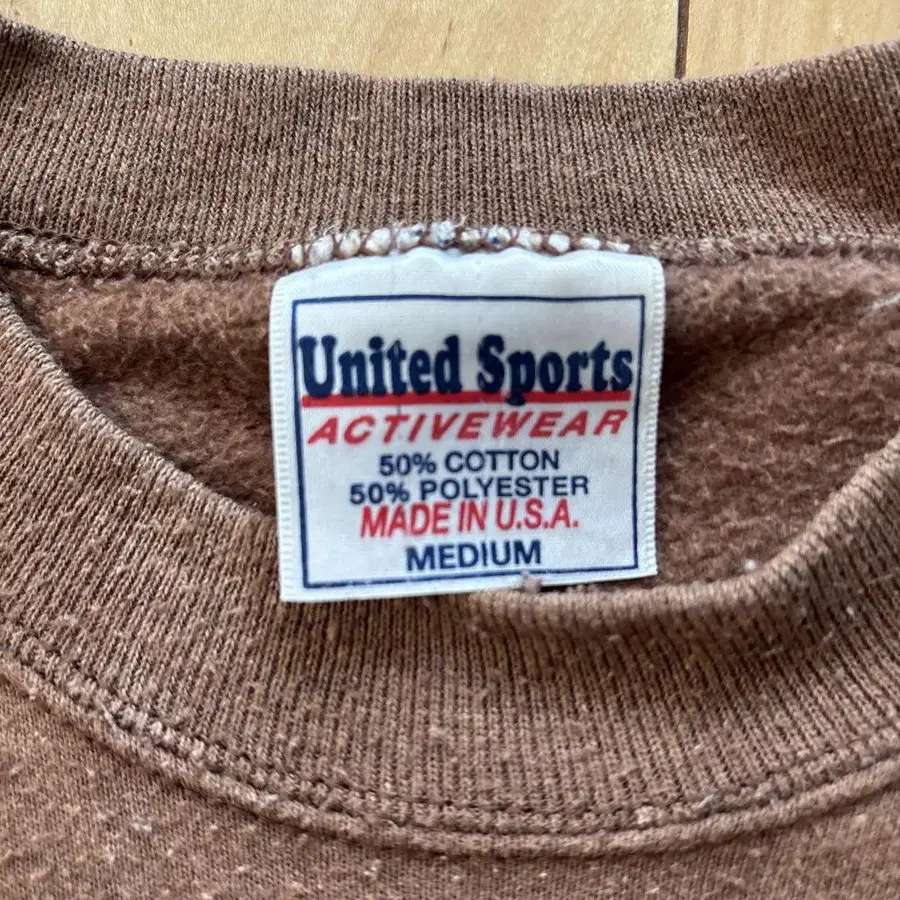 United Sports
ACTIVEWEAR
50% COTTON
50% POLYESTER
MADE IN U.S.A.
MEDIUM